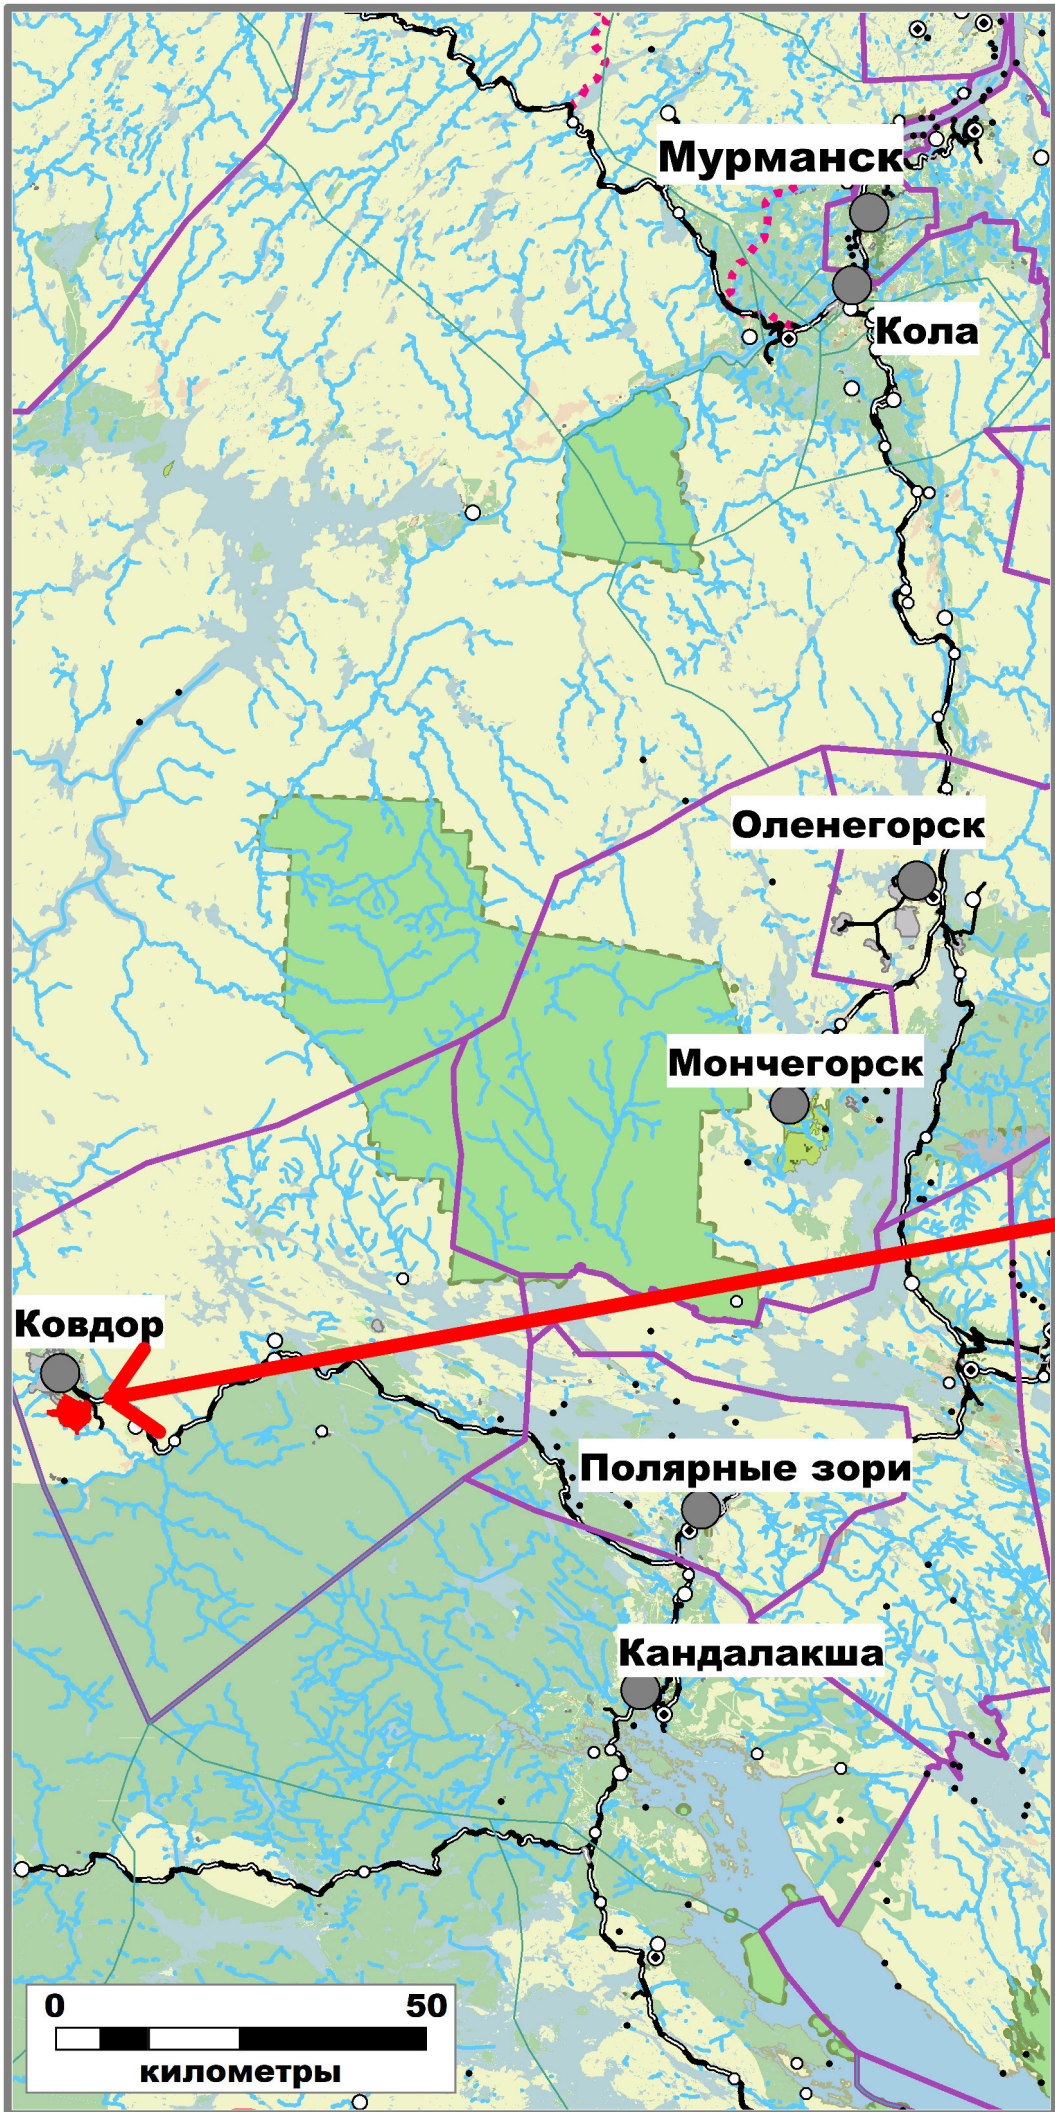 Мурманск
Кола
Оленегорск
Мончегорск
Ковдор
Полярные зори
Кандалакша
0 50
километры